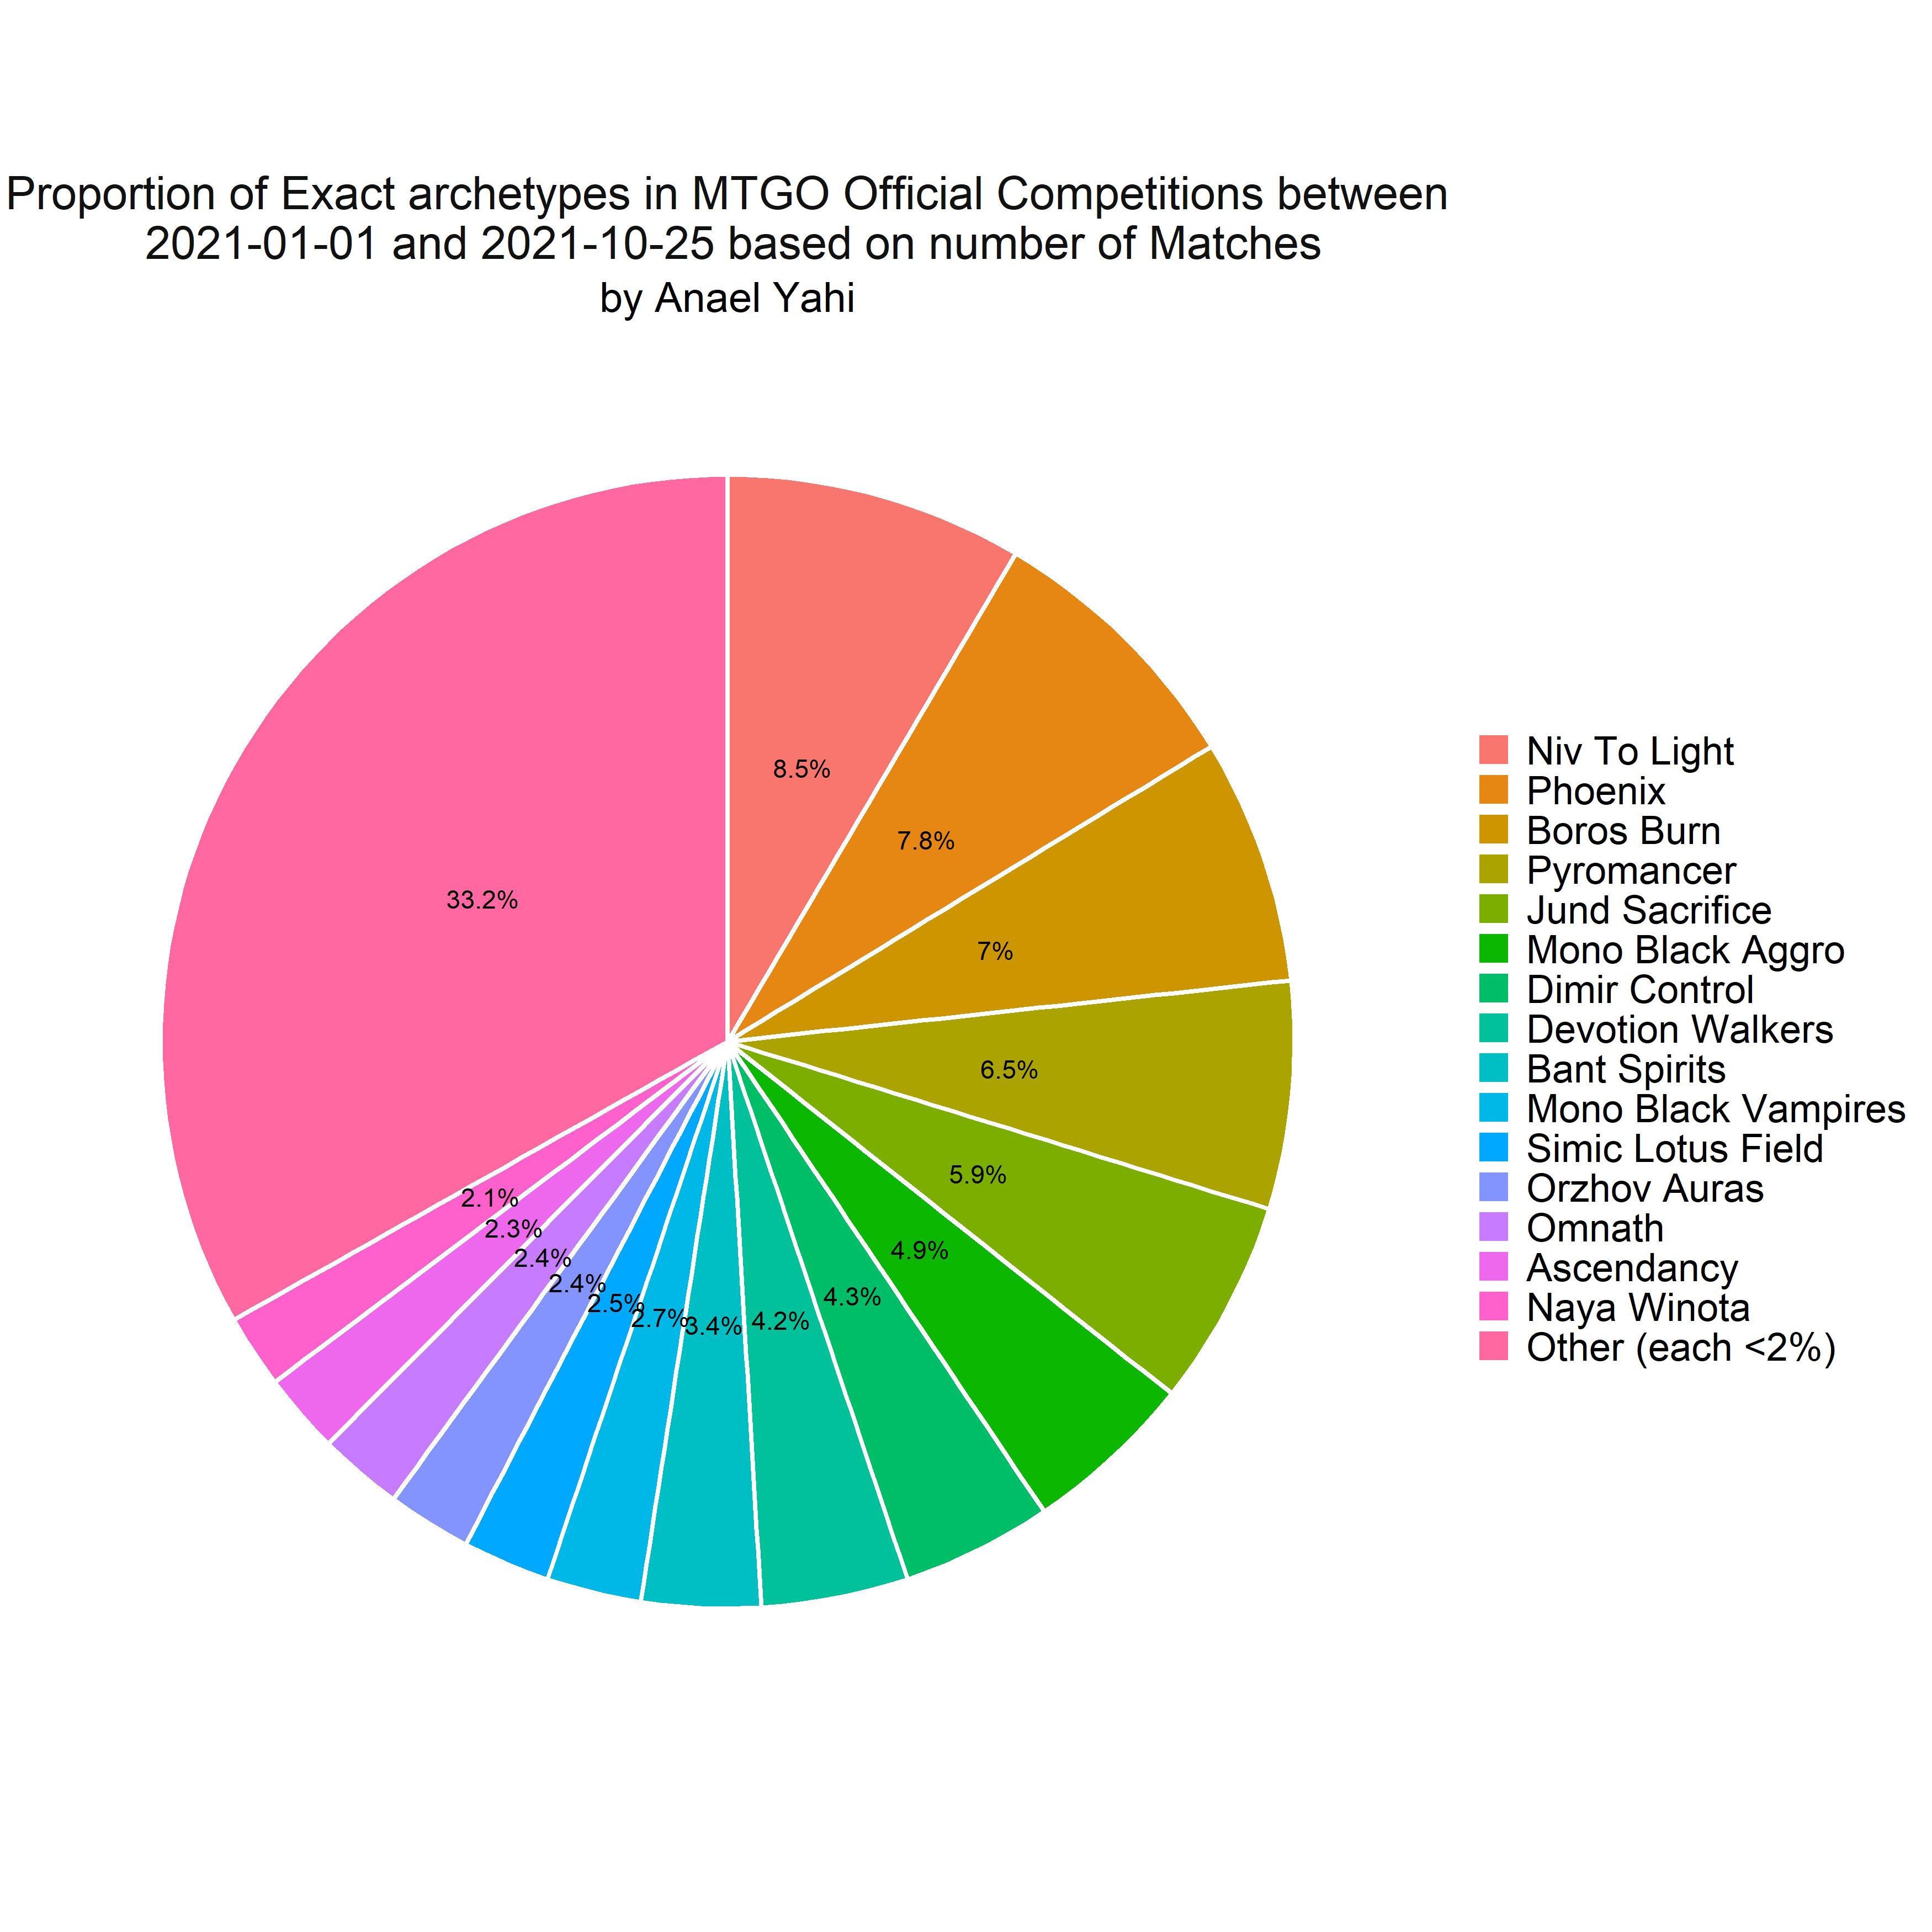 Proportion of Exact archetypes in MTGO Official Competitions between
2021-01-01 and 2021-10-25 based on number of Matches
by Anael Yahi
8.5%
7.8%
7%
6.5%
5.9%
4.9%
4.3%
4.2%
3.4%
2.7%
2.5%
2.4%
2.4%
2.3%
2.1%
33.2%
Niv To Light
Phoenix
Boros Burn
Pyromancer
Jund Sacrifice
Mono Black Aggro
Dimir Control
Devotion Walkers
Bant Spirits
Mono Black Vampires
Simic Lotus Field
Orzhov Auras
Omnath
Ascendancy
Naya Winota
Other (each <2%)